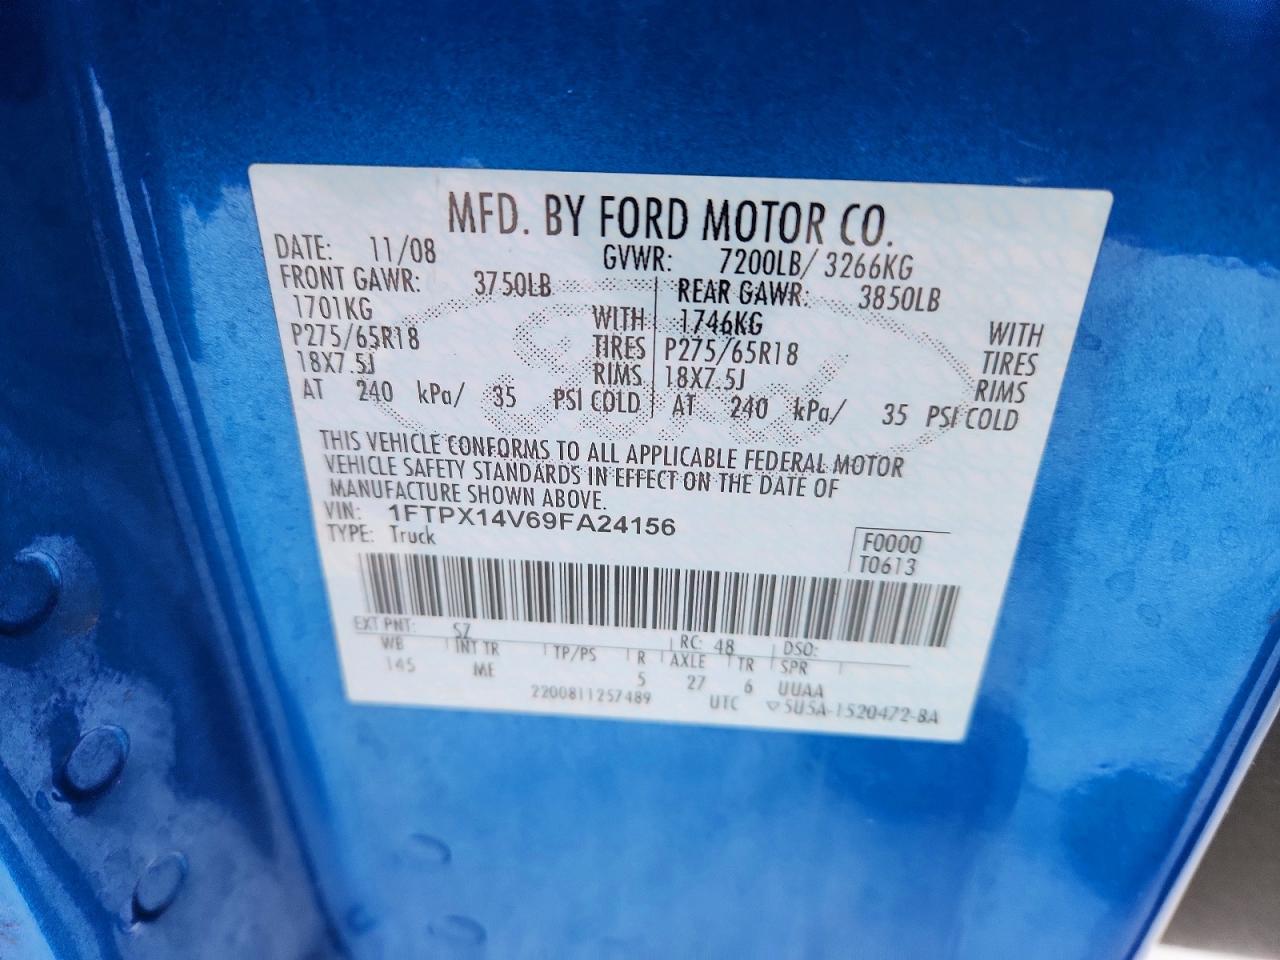 MFD. BY FORD MOTOR CO.
DATE: 11/08 GVWR: 7200LB/ 3266KG
FRONT GAWR: 3750LB REAR GAWR: 3850LB
1701KG WITH 1746KG WITH
P275/65R18 TIRES P275/65R18 TIRES
18X7.5J RIMS 18X7.5J RIMS
AT 240 kPa/ 35 PSI COLD AT 240 kPa/ 35 PSI COLD
THIS VEHICLE CONFORMS TO ALL APPLICABLE FEDERAL MOTOR
VEHICLE SAFETY STANDARDS IN EFFECT ON THE DATE OF
MANUFACTURE SHOWN ABOVE.
VIN: 1FTPX14V69FA24156
TYPE: Truck F0000
T0613
EXT PNT: SZ RC: 48 DSO:
WB INT TR TP/PS R AXLE TR SPR
145 ME 5 27 6 UUAA
2200811257489 UTC ▽5U5A-1520472-BA